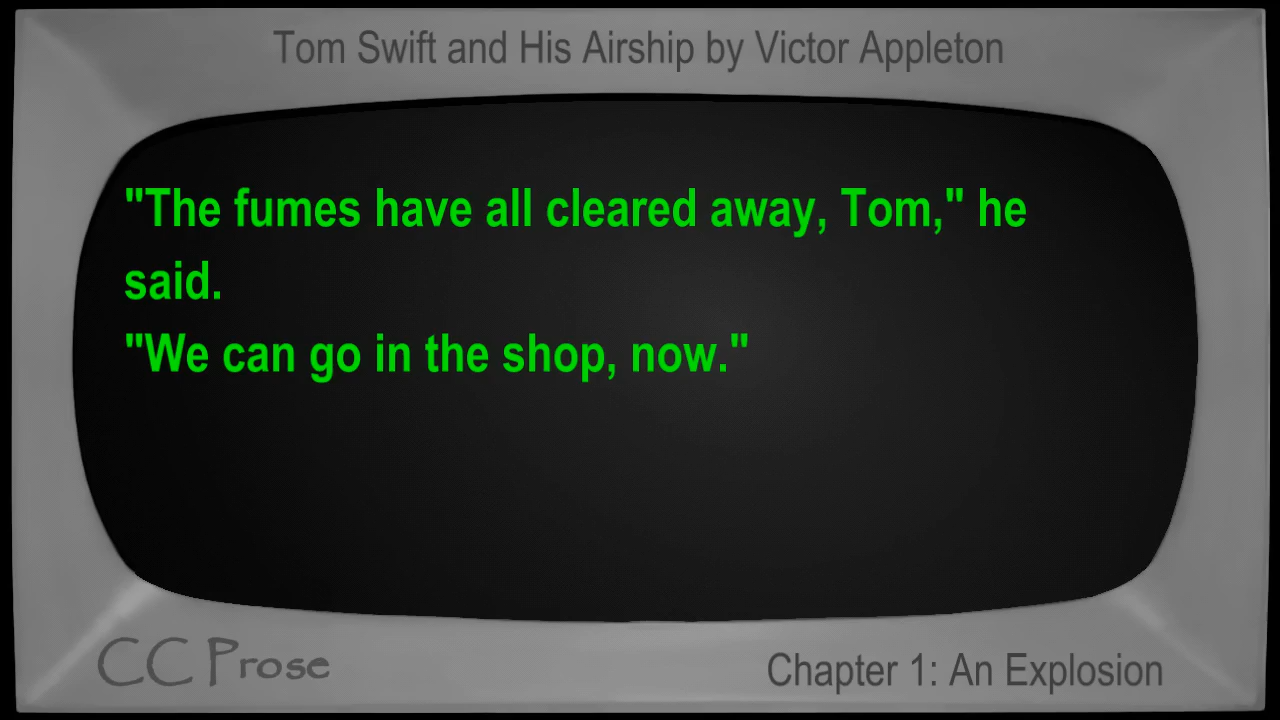 Tom Swift and His Airship by Victor Appleton
"The fumes have all cleared away, Tom," he
said.
"We can go in the shop, now."
CC Prose
Chapter 1: An Explosion